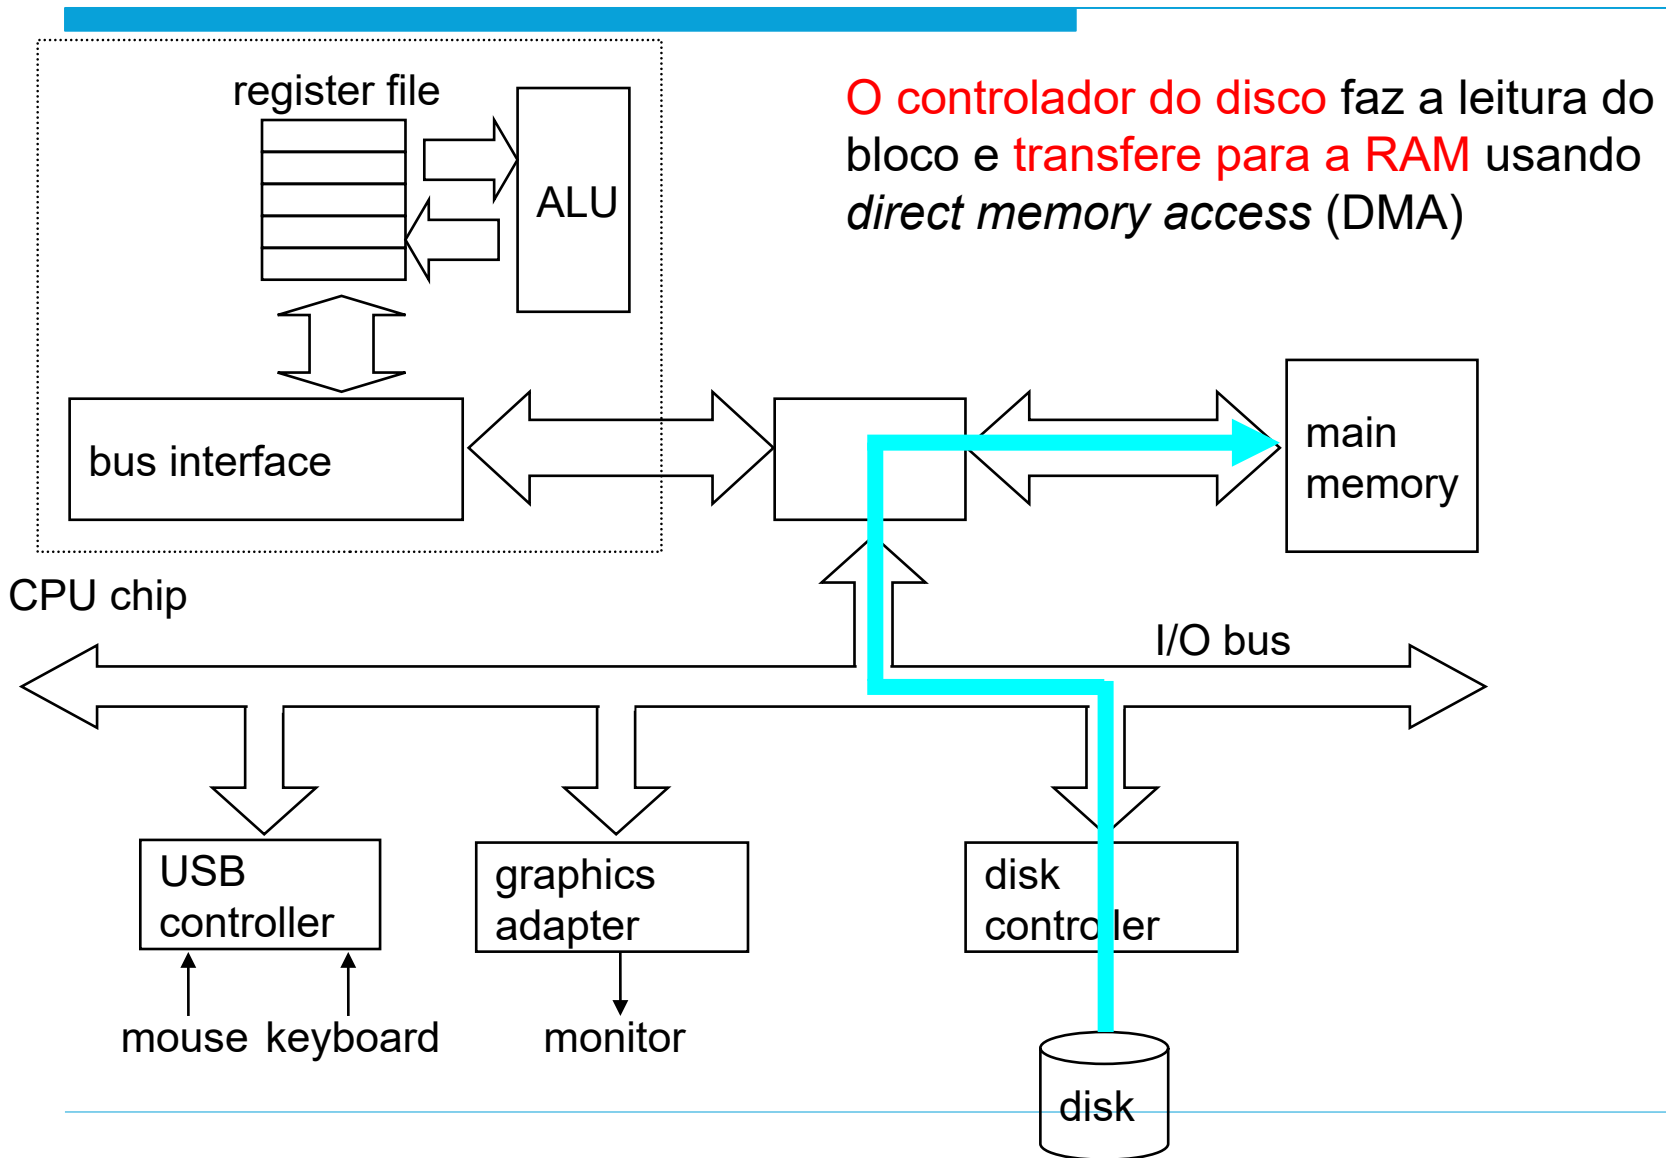 register file
ALU
O controlador do disco faz a leitura do
bloco e transfere para a RAM usando
direct memory access (DMA)
bus interface
main
memory
CPU chip
I/O bus
USB
controller
graphics
adapter
disk
controller
mouse
keyboard
monitor
disk